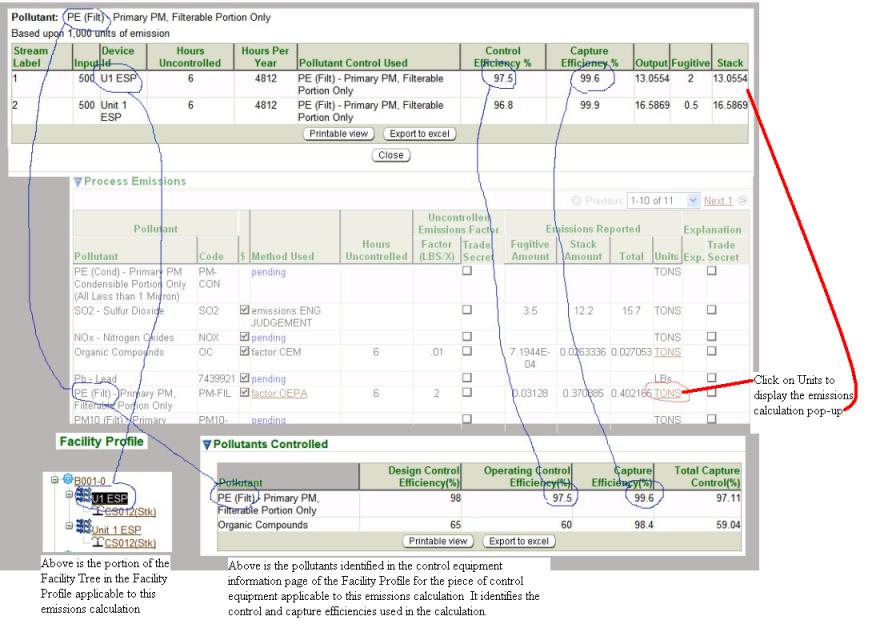 Pollutant: PE (Filt) - Primary PM, Filterable Portion Only
Based upon 1,000 units of emission
Stream Label Input Device Id Hours Uncontrolled Hours Per Year Pollutant Control Used Control Efficiency % Capture Efficiency % Output Fugitive Stack
1 500 U1 ESP 6 4812 PE (Filt) - Primary PM, Filterable Portion Only 97.5 99.6 13.0554 2 13.0554
2 500 Unit 1 ESP 6 4812 PE (Filt) - Primary PM, Filterable Portion Only 96.8 99.9 16.5869 0.5 16.5869
Printable view Export to excel
Close
Process Emissions
Previous 1-10 of 11 Next 1
Pollutant Uncontrolled Emissions Factor Emissions Reported Explanation
Pollutant Code $ Method Used Hours Uncontrolled Factor (LBS/X) Trade Secret Fugitive Amount Stack Amount Total Units Exp. Trade Secret
PE (Cond) - Primary PM Condensible Portion Only (All Less than 1 Micron) PM-CON pending TONS
SO2 - Sulfur Dioxide SO2 emissions:ENG. JUDGEMENT 3.5 12.2 15.7 TONS
NOx - Nitrogen Oxides NOX pending TONS
Organic Compounds OC factor:CEM 6 .01 7.1944E-04 0.0263336 0.027053 TONS
Pb - Lead 7439921 pending LBs
PE (Filt) - Primary PM, Filterable Portion Only PM-FIL factor:OEPA 6 2 0.03128 0.370885 0.402166 TONS
PM10 (Filt) - Primary PM10- pending TONS
Click on Units to
display the emissions
calculation pop-up
Facility Profile
B001-0
U1 ESP
CS012(Stk)
Unit 1 ESP
CS012(Stk)
Pollutants Controlled
Pollutant Design Control Efficiency(%) Operating Control Efficiency(%) Capture Efficiency(%) Total Capture Control(%)
PE (Filt) - Primary PM, Filterable Portion Only 98 97.5 99.6 97.11
Organic Compounds 65 60 98.4 59.04
Printable view Export to excel
Above is the portion of the
Facility Tree in the Facility
Profile applicable to this
emissions calculation
Above is the pollutants identified in the control equipment
information page of the Facility Profile for the piece of control
equipment applicable to this emissions calculation. It identifies the
control and capture efficiencies used in the calculation.